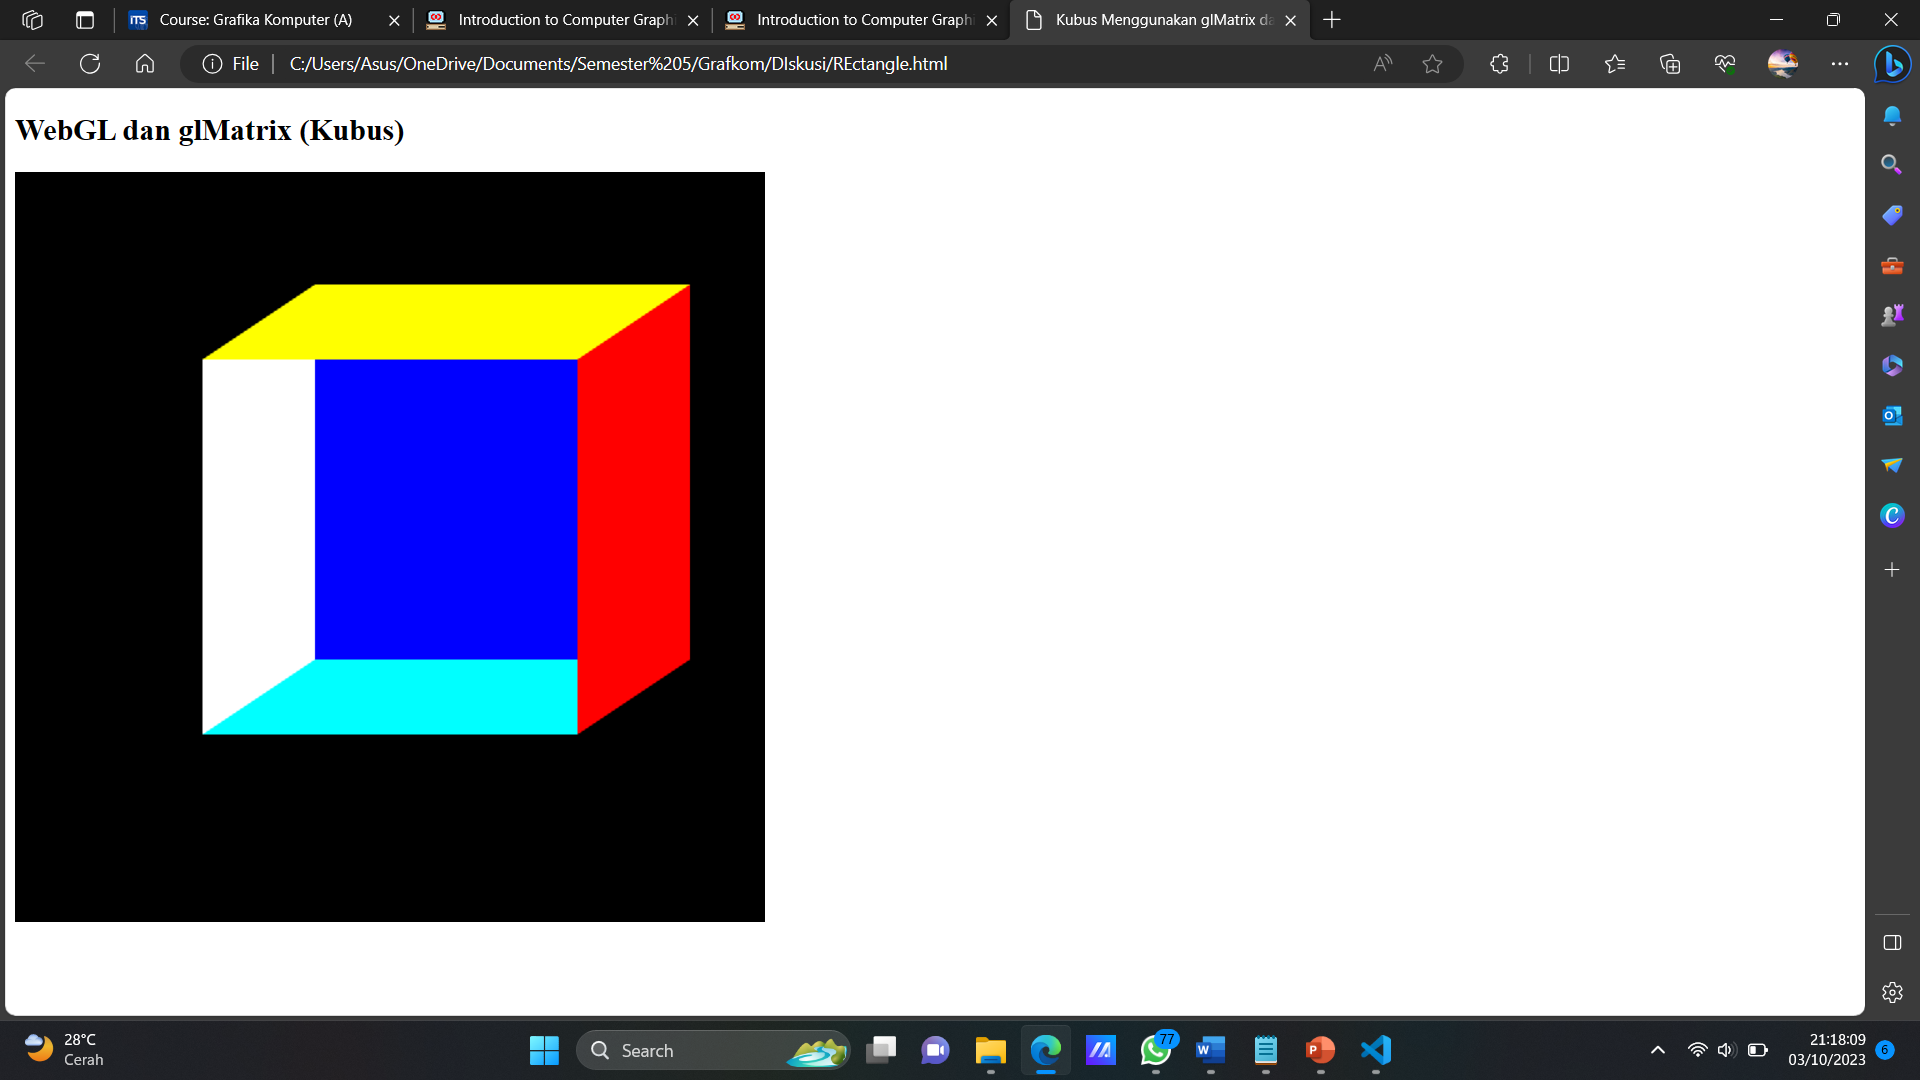 ITS Course: Grafika Komputer (A)
Introduction to Computer Graphi
Introduction to Computer Graph
Kubus Menggunakan glMatrix da
File
C:/Users/Asus/OneDrive/Documents/Semester%205/Grafkom/DIskusi/REctangle.html
WebGL dan glMatrix (Kubus)
28°C
Cerah
Search
77
21:18:09
03/10/2023
6